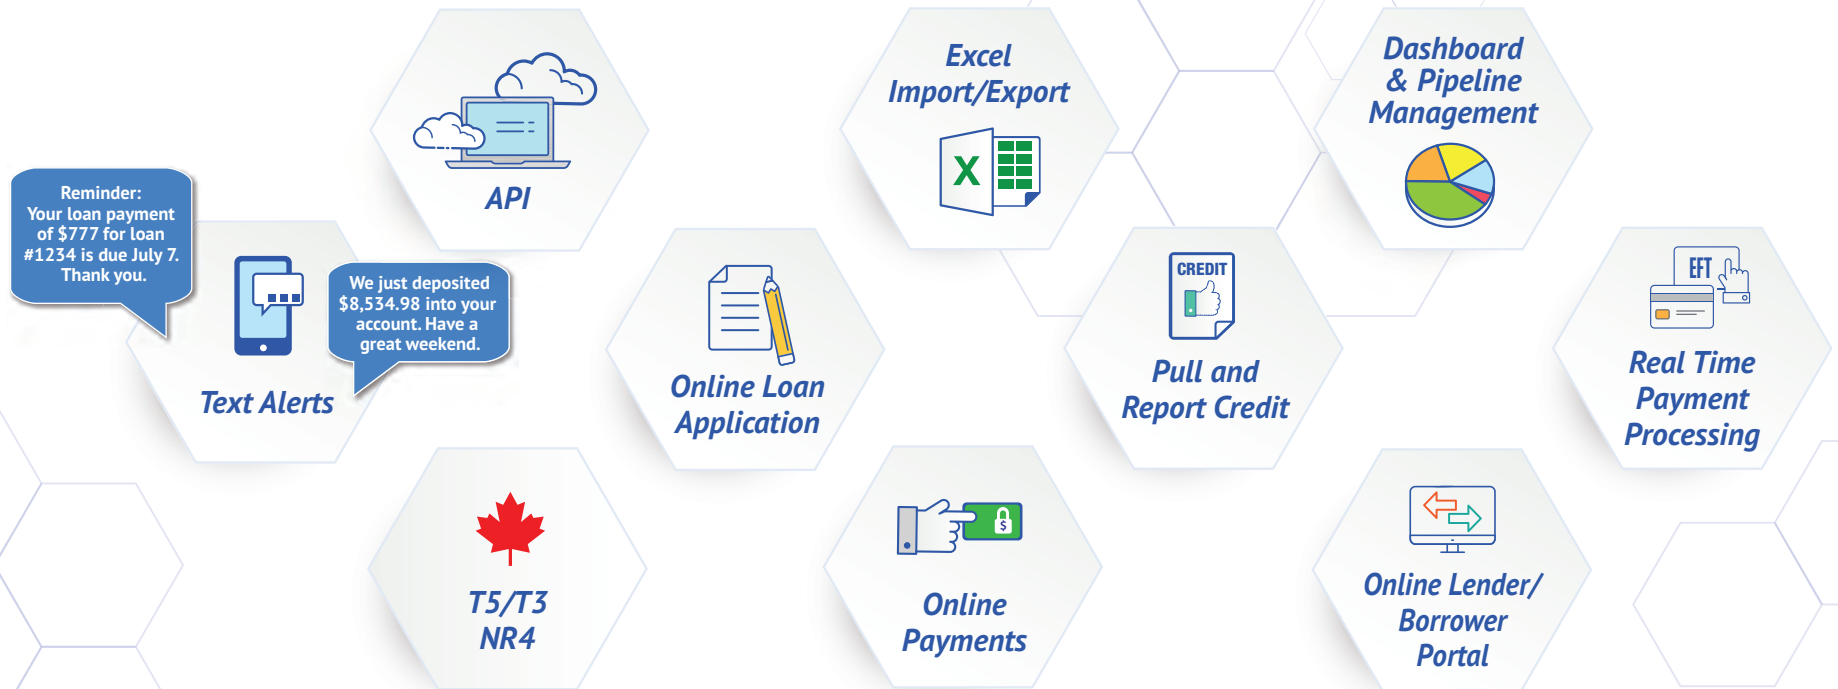 Reminder:
Your loan payment
of $777 for loan
#1234 is due July 7.
Thank you.
Text Alerts
We just deposited
$8,534.98 into your
account. Have a
great weekend.
API
T5/T3
NR4
Online Loan
Application
Excel
Import/Export
X
Online
Payments
$
CREDIT
Pull and
Report Credit
Dashboard
& Pipeline
Management
Online Lender/
Borrower
Portal
EFT
Real Time
Payment
Processing